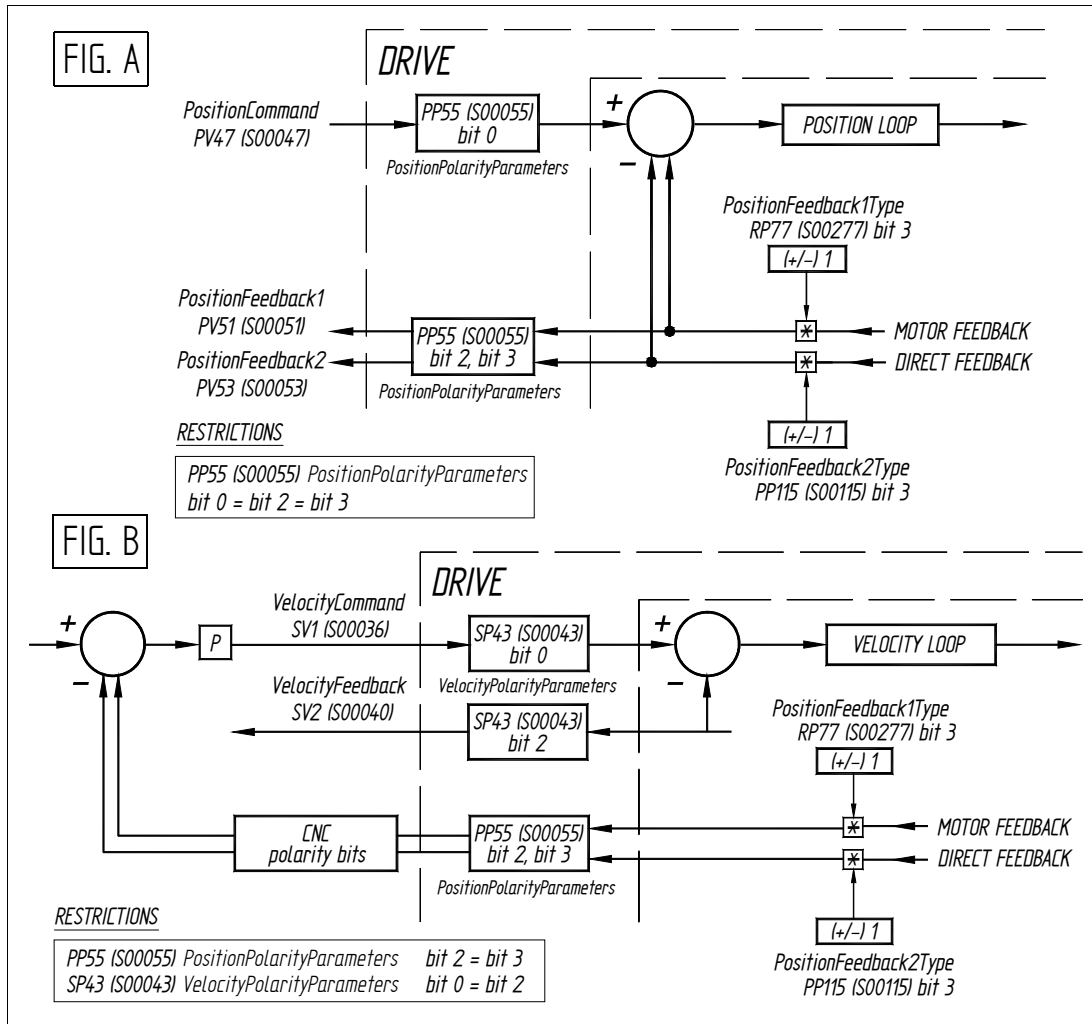 FIG. A
DRIVE
PositionCommand
PV47 (S00047)
PP55 (S00055)
bit 0
PositionPolarityParameters
+
−
POSITION LOOP
PositionFeedback1Type
RP77 (S00277) bit 3
(+/-) 1
PositionFeedback1
PV51 (S00051)
PositionFeedback2
PV53 (S00053)
PP55 (S00055)
bit 2, bit 3
PositionPolarityParameters
*
MOTOR FEEDBACK
*
DIRECT FEEDBACK
(+/-) 1
PositionFeedback2Type
PP115 (S00115) bit 3
RESTRICTIONS
PP55 (S00055) PositionPolarityParameters
bit 0 = bit 2 = bit 3
FIG. B
DRIVE
+
−
P
VelocityCommand
SV1 (S00036)
SP43 (S00043)
bit 0
VelocityPolarityParameters
+
−
VELOCITY LOOP
VelocityFeedback
SV2 (S00040)
SP43 (S00043)
bit 2
PositionFeedback1Type
RP77 (S00277) bit 3
(+/-) 1
CNC
polarity bits
PP55 (S00055)
bit 2, bit 3
PositionPolarityParameters
*
MOTOR FEEDBACK
*
DIRECT FEEDBACK
(+/-) 1
PositionFeedback2Type
PP115 (S00115) bit 3
RESTRICTIONS
PP55 (S00055) PositionPolarityParameters bit 2 = bit 3
SP43 (S00043) VelocityPolarityParameters bit 0 = bit 2